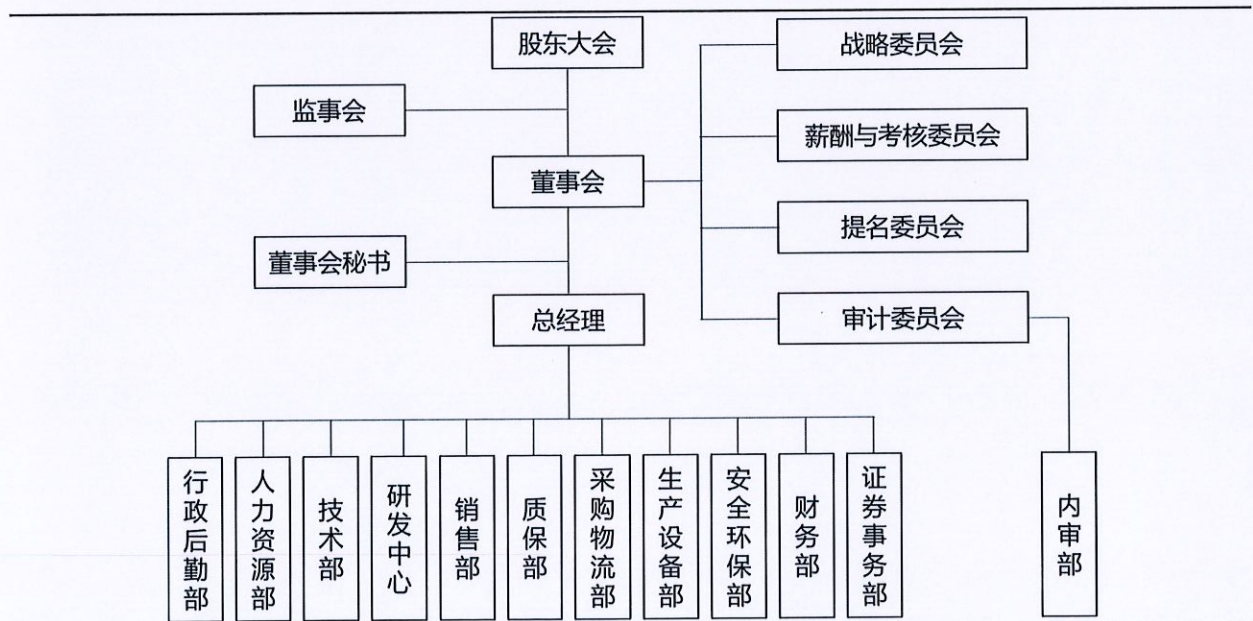 股东大会
战略委员会
监事会
薪酬与考核委员会
董事会
提名委员会
董事会秘书
总经理
审计委员会
行政后勤部
人力资源部
技术部
研发中心
销售部
质保部
采购物流部
生产设备部
安全环保部
财务部
证券事务部
内审部